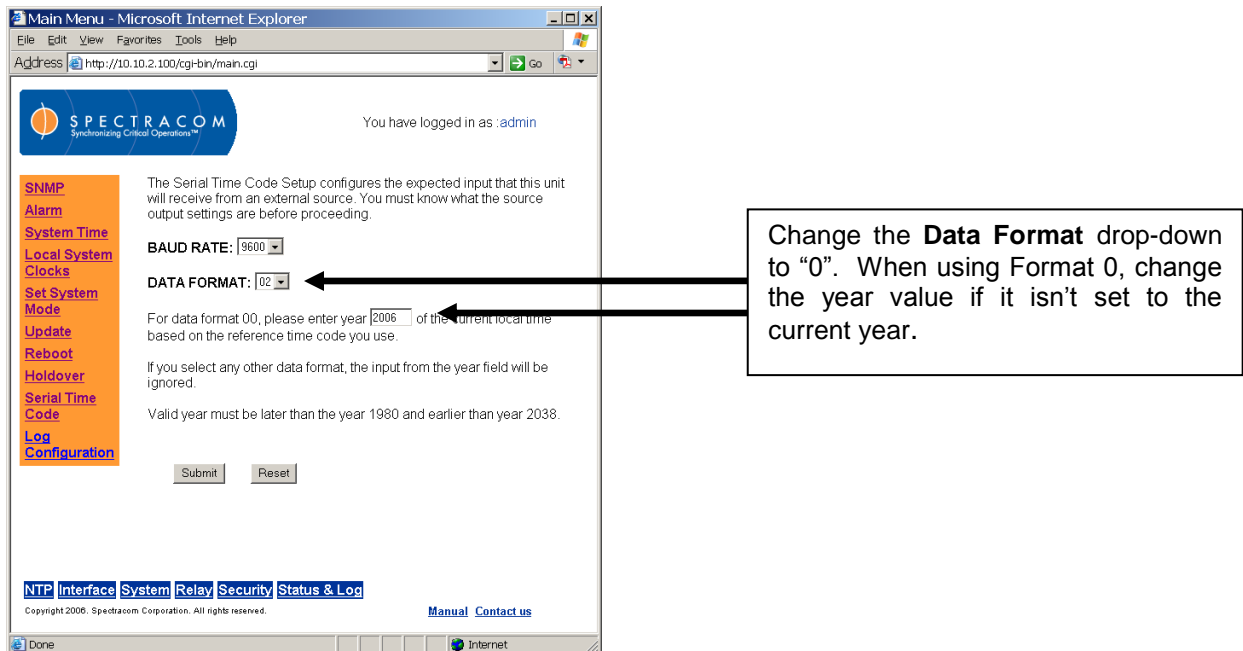 Main Menu - Microsoft Internet Explorer
File Edit View Favorites Tools Help
Address http://10.10.2.100/cgi-bin/main.cgi Go
SPECTRACOM
Synchronizing Critical Operations™
You have logged in as :admin
SNMP
Alarm
System Time
Local System
Clocks
Set System
Mode
Update
Reboot
Holdover
Serial Time
Code
Log
Configuration
The Serial Time Code Setup configures the expected input that this unit
will receive from an external source. You must know what the source
output settings are before proceeding.
BAUD RATE: 9600
DATA FORMAT: 02
For data format 00, please enter year 2006 of the current local time
based on the reference time code you use.
If you select any other data format, the input from the year field will be
ignored.
Valid year must be later than the year 1980 and earlier than year 2038.
Submit Reset
Change the Data Format drop-down
to “0”. When using Format 0, change
the year value if it isn’t set to the
current year.
NTP Interface System Relay Security Status & Log
Copyright 2006. Spectracom Corporation. All rights reserved.
Manual Contact us
Done Internet